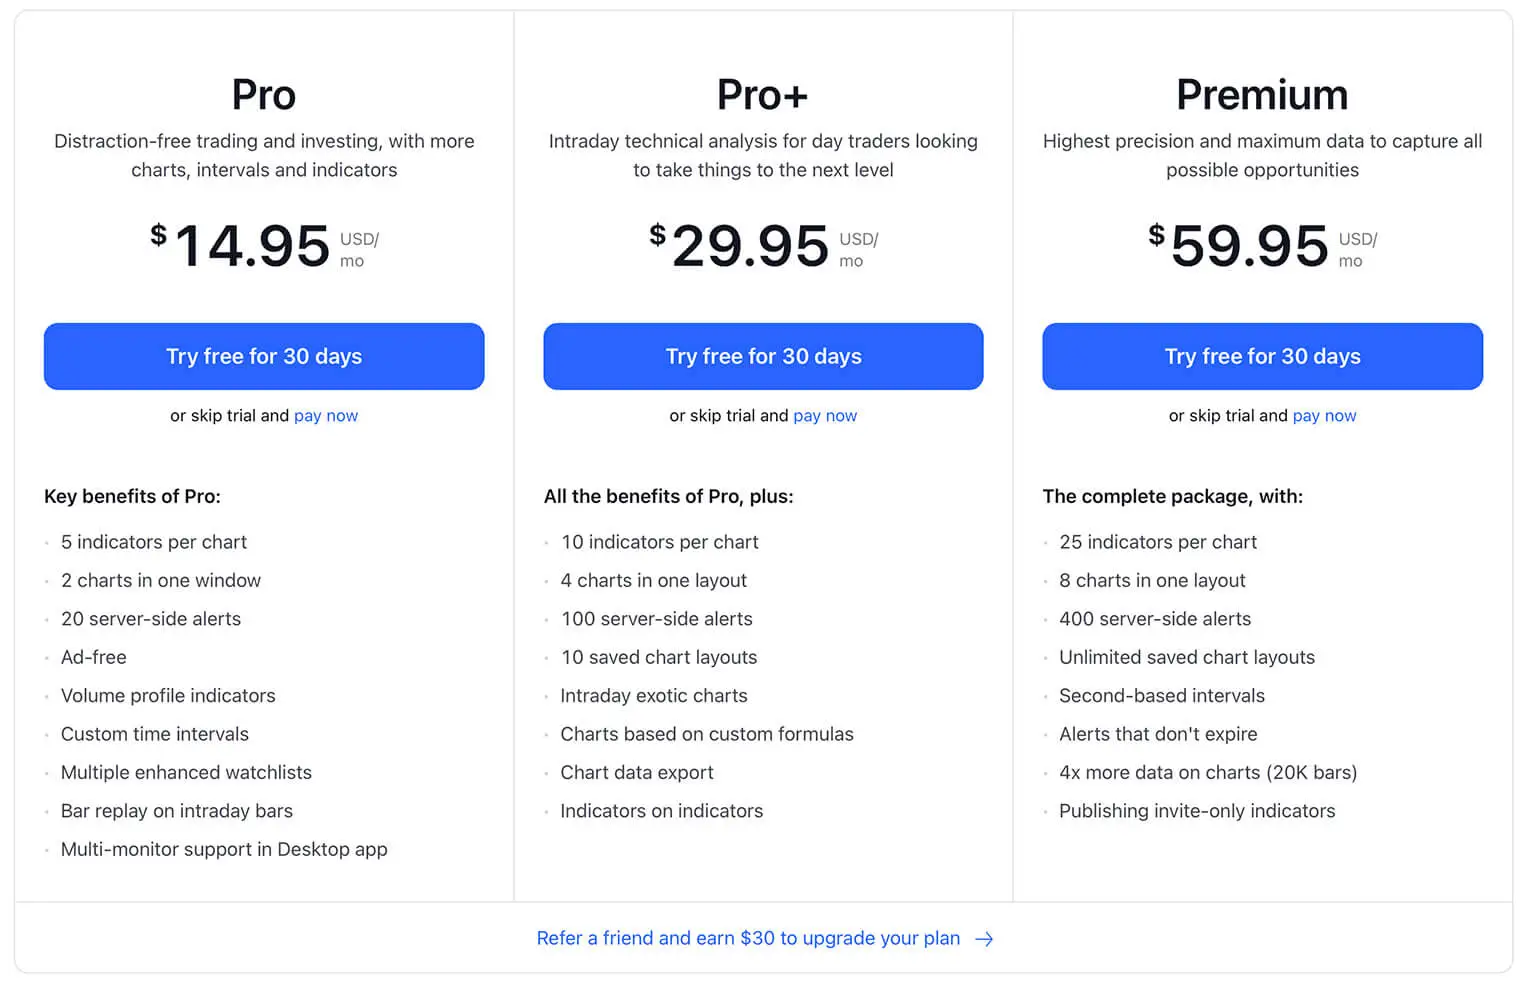 Pro
Distraction-free trading and investing, with more
charts, intervals and indicators
$14.95 USD/
mo
Try free for 30 days
or skip trial and pay now
Key benefits of Pro:
· 5 indicators per chart
· 2 charts in one window
· 20 server-side alerts
· Ad-free
· Volume profile indicators
· Custom time intervals
· Multiple enhanced watchlists
· Bar replay on intraday bars
· Multi-monitor support in Desktop app
Pro+
Intraday technical analysis for day traders looking
to take things to the next level
$29.95 USD/
mo
Try free for 30 days
or skip trial and pay now
All the benefits of Pro, plus:
· 10 indicators per chart
· 4 charts in one layout
· 100 server-side alerts
· 10 saved chart layouts
· Intraday exotic charts
· Charts based on custom formulas
· Chart data export
· Indicators on indicators
Premium
Highest precision and maximum data to capture all
possible opportunities
$59.95 USD/
mo
Try free for 30 days
or skip trial and pay now
The complete package, with:
· 25 indicators per chart
· 8 charts in one layout
· 400 server-side alerts
· Unlimited saved chart layouts
· Second-based intervals
· Alerts that don't expire
· 4x more data on charts (20K bars)
· Publishing invite-only indicators
Refer a friend and earn $30 to upgrade your plan →